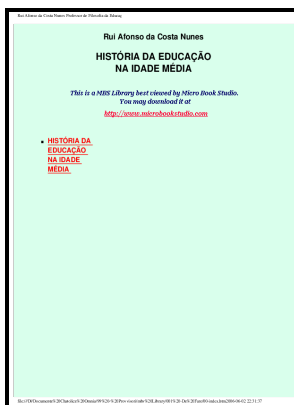 Rui Afonso da Costa Nunes Professor de Filosofia da Educaç
Rui Afonso da Costa Nunes
HISTÓRIA DA EDUCAÇÃO
NA IDADE MÉDIA
This is a MBS Library best viewed by Micro Book Studio.
You may download it at
http://www.microbookstudio.com
HISTÓRIA DA
EDUCAÇÃO
NA IDADE
MÉDIA